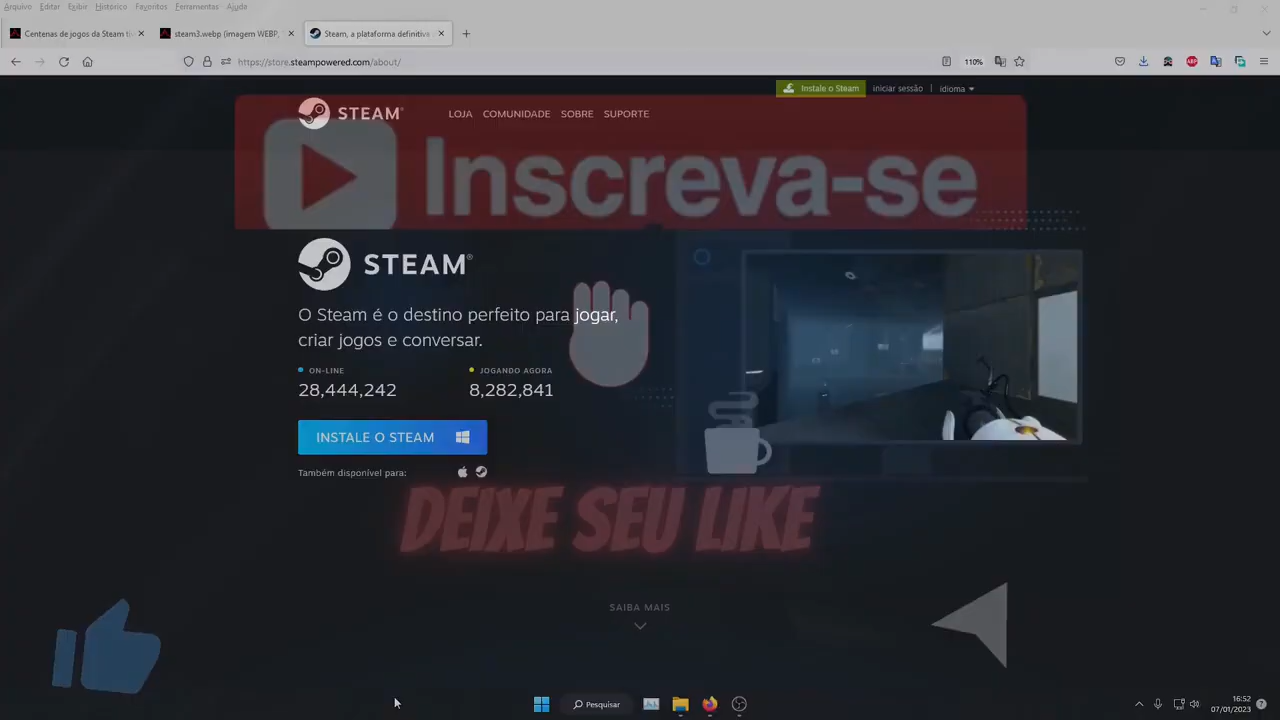 Arquivo Editar Exibir Histórico Favoritos Ferramentas Ajuda
Centenas de jogos da Steam ti
steam3.webp (imagem WEBP,
Steam, a plataforma definitiva
https://store.steampowered.com/about/
110%
ABP
Instale o Steam
iniciar sessão | idioma
STEAM®
LOJA COMUNIDADE SOBRE SUPORTE
Inscreva-se
STEAM®
O Steam é o destino perfeito para jogar,
criar jogos e conversar.
ON-LINE
28,444,242
JOGANDO AGORA
8,282,841
INSTALE O STEAM
Também disponível para:
DEIXE SEU LIKE
SAIBA MAIS
Pesquisar
16:52
07/01/2023